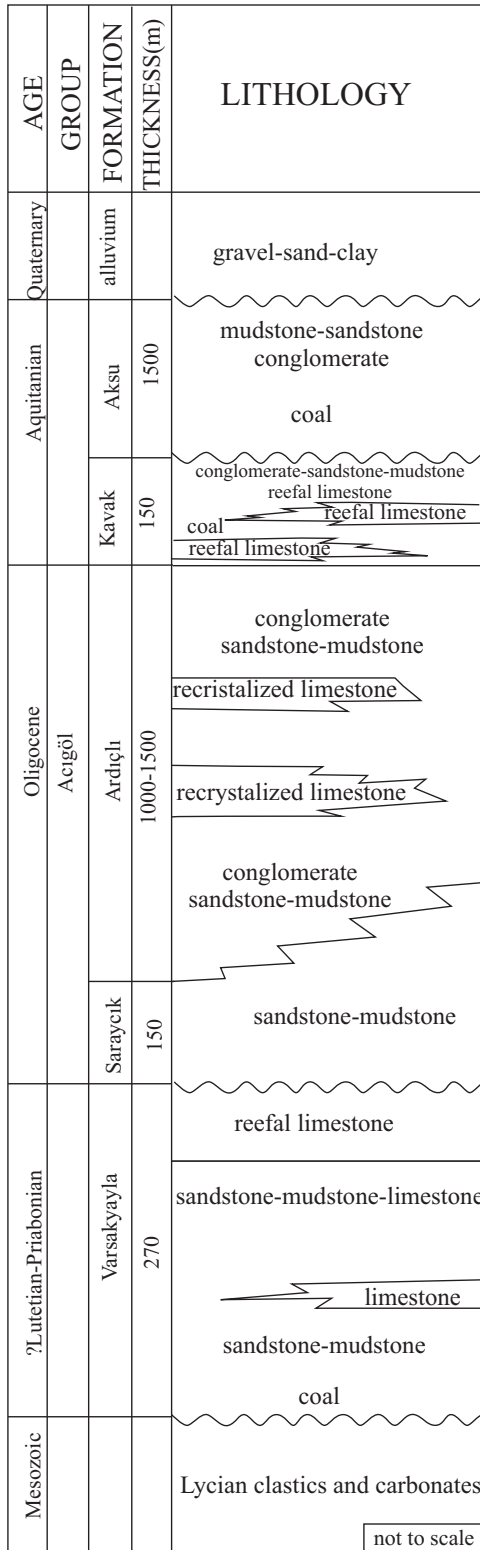 AGE
GROUP
FORMATION
THICKNESS(m)
LITHOLOGY
Quaternary
alluvium
gravel-sand-clay
Aquitanian
Aksu
1500
mudstone-sandstone
conglomerate
coal
Kavak
150
conglomerate-sandstone-mudstone
reefal limestone
reefal limestone
coal
reefal limestone
Oligocene
Acıgöl
Ardıçlı
1000-1500
conglomerate
sandstone-mudstone
recristalized limestone
recrystalized limestone
conglomerate
sandstone-mudstone
Saraycık
150
sandstone-mudstone
?Lutetian-Priabonian
Varsakyayla
270
reefal limestone
sandstone-mudstone-limestone
limestone
sandstone-mudstone
coal
Mesozoic
Lycian clastics and carbonates
not to scale